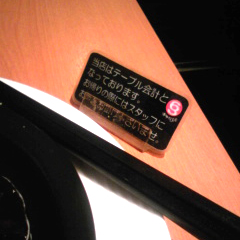 当店はテーブル会計と
なっております
お帰りの際にはスタッフに
お